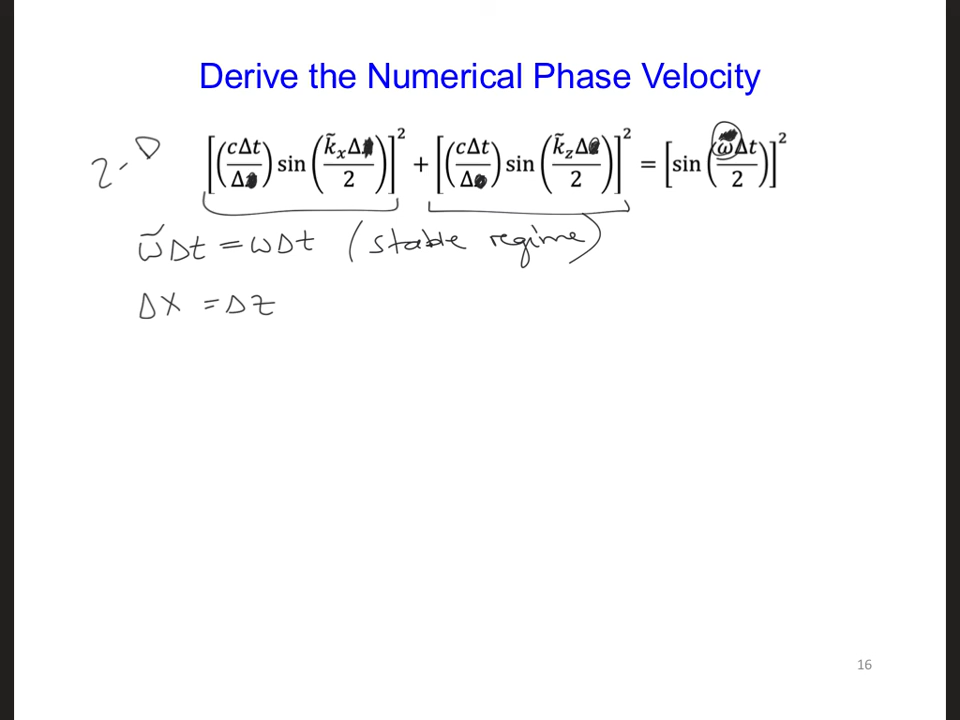 Derive the Numerical Phase Velocity
2-D [(cΔt/Δ) sin(k̃ₓΔ/2)]² + [(cΔt/Δ) sin(k̃_zΔ/2)]² = [sin(ωΔt/2)]²
ω̃Δt = ωΔt (stable regime)
Δx = Δz
16